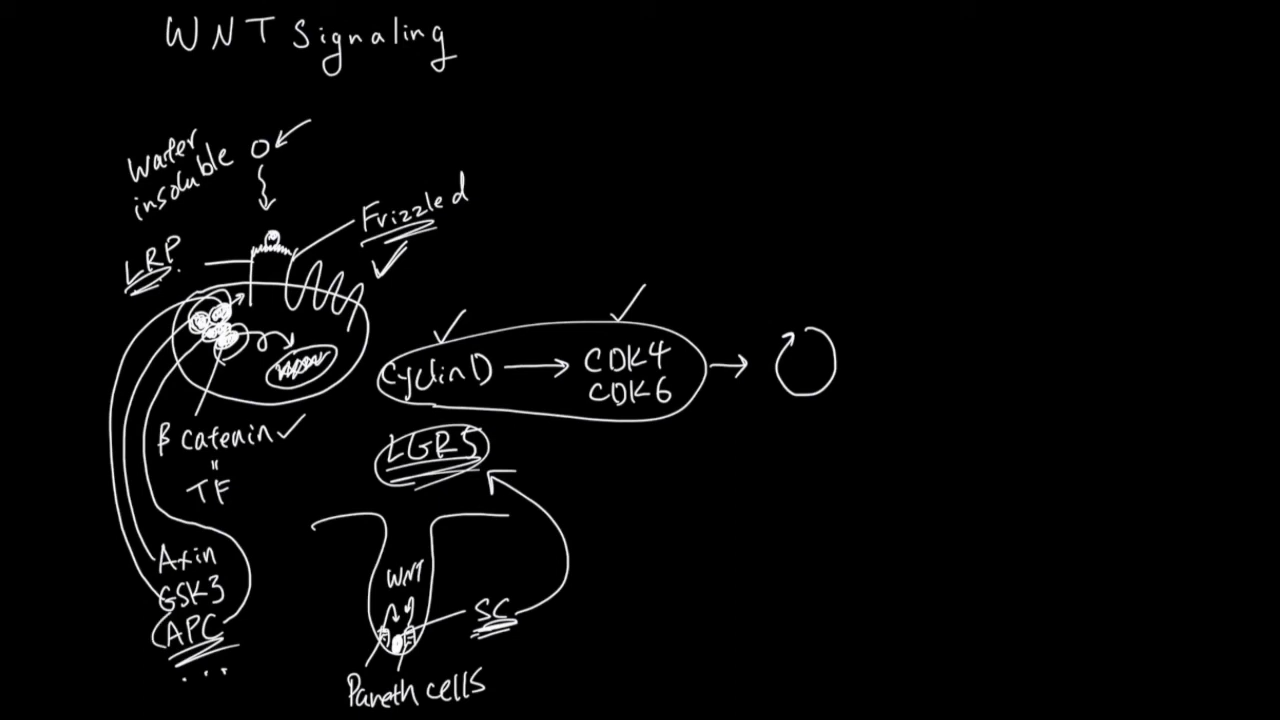 WNT Signaling
Water
insoluble
Frizzled
LRP
Cyclin D
CDK4
CDK6
β catenin
"
TF
LGR5
Axin
GSK3
APC
...
WNT
SC
Paneth cells